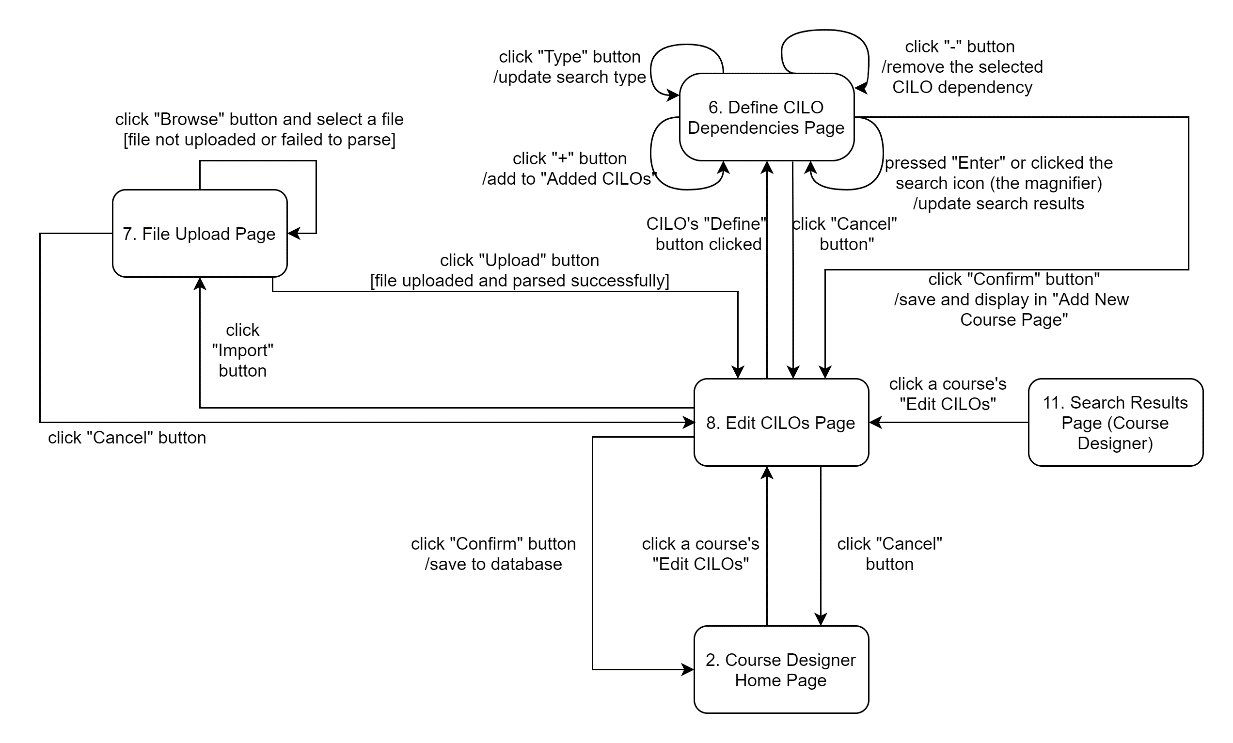 click "Type" button
/update search type
click "-" button
/remove the selected
CILO dependency
6. Define CILO
Dependencies Page
click "Browse" button and select a file
[file not uploaded or failed to parse]
click "+" button
/add to "Added CILOs"
pressed "Enter" or clicked the
search icon (the magnifier)
/update search results
7. File Upload Page
CILO's "Define"
button clicked
click "Cancel"
button"
click "Upload" button
[file uploaded and parsed successfully]
click "Confirm" button"
/save and display in "Add New
Course Page"
click
"Import"
button
click a course's
"Edit CILOs"
11. Search Results
Page (Course
Designer)
8. Edit CILOs Page
click "Cancel" button
click "Confirm" button
/save to database
click a course's
"Edit CILOs"
click "Cancel"
button
2. Course Designer
Home Page